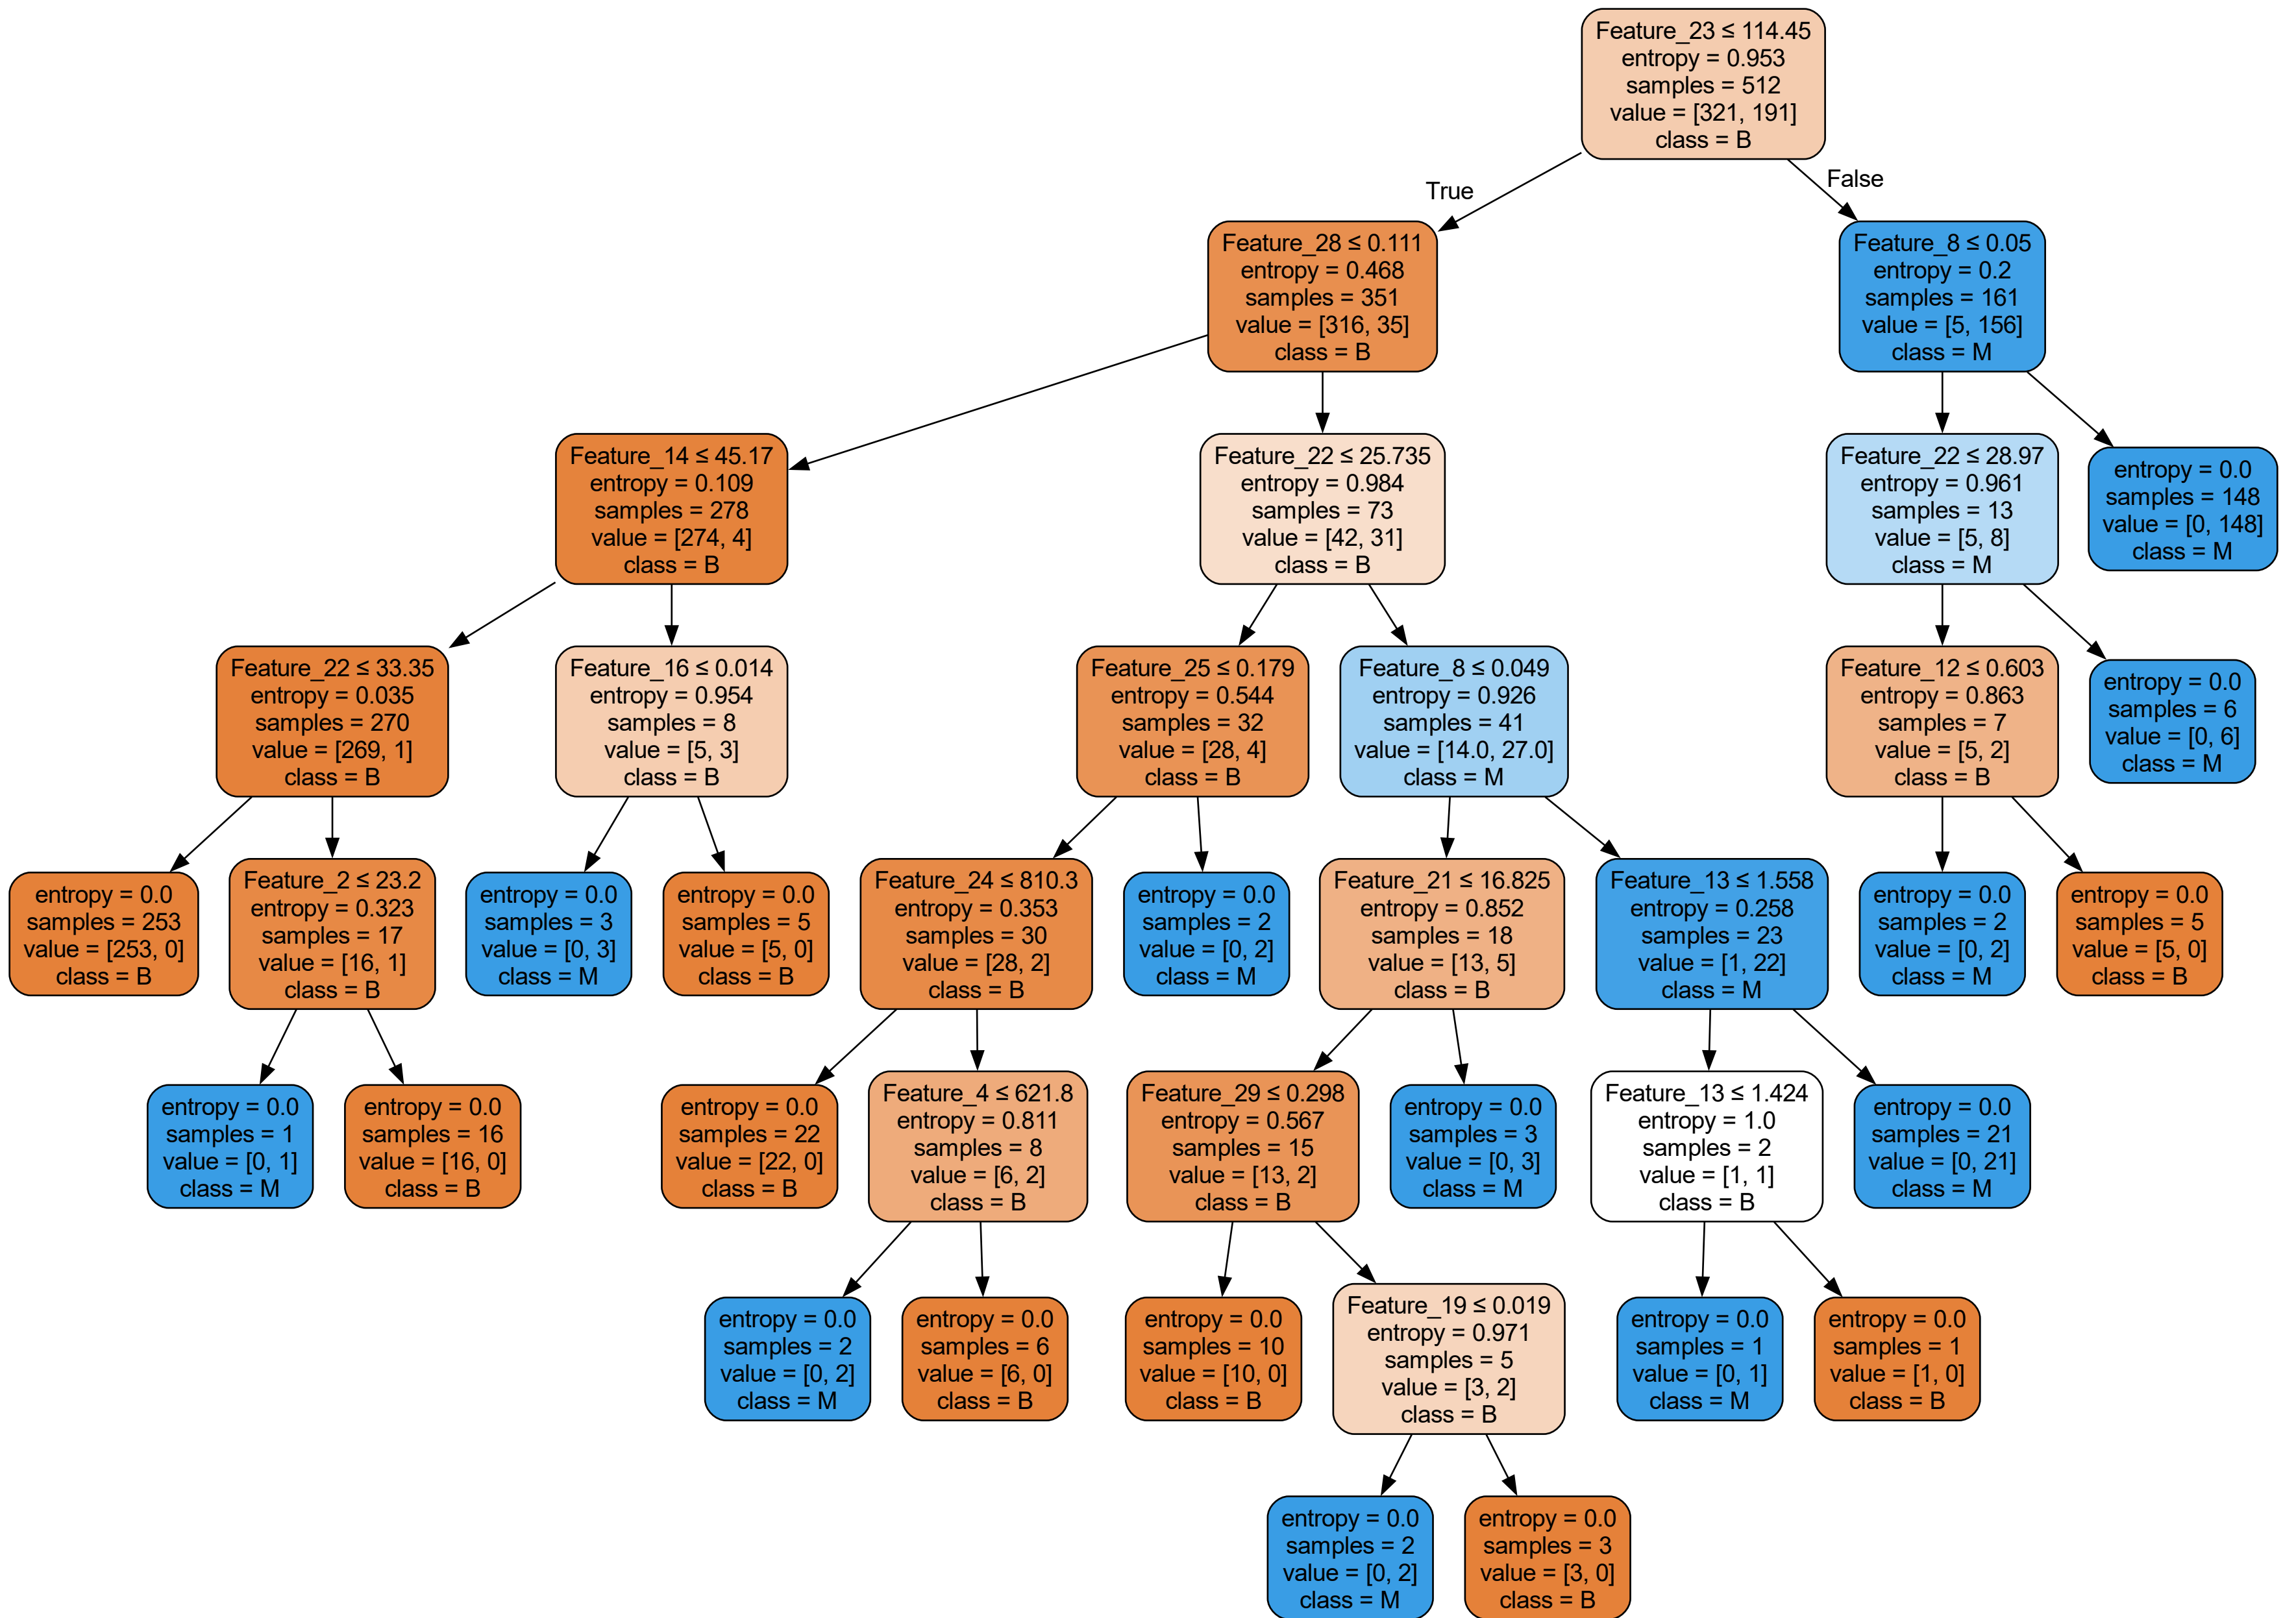 Feature_23 ≤ 114.45
entropy = 0.953
samples = 512
value = [321, 191]
class = B
True
False
Feature_28 ≤ 0.111
entropy = 0.468
samples = 351
value = [316, 35]
class = B
Feature_8 ≤ 0.05
entropy = 0.2
samples = 161
value = [5, 156]
class = M
Feature_14 ≤ 45.17
entropy = 0.109
samples = 278
value = [274, 4]
class = B
Feature_22 ≤ 25.735
entropy = 0.984
samples = 73
value = [42, 31]
class = B
Feature_22 ≤ 28.97
entropy = 0.961
samples = 13
value = [5, 8]
class = M
entropy = 0.0
samples = 148
value = [0, 148]
class = M
Feature_22 ≤ 33.35
entropy = 0.035
samples = 270
value = [269, 1]
class = B
Feature_16 ≤ 0.014
entropy = 0.954
samples = 8
value = [5, 3]
class = B
Feature_25 ≤ 0.179
entropy = 0.544
samples = 32
value = [28, 4]
class = B
Feature_8 ≤ 0.049
entropy = 0.926
samples = 41
value = [14.0, 27.0]
class = M
Feature_12 ≤ 0.603
entropy = 0.863
samples = 7
value = [5, 2]
class = B
entropy = 0.0
samples = 6
value = [0, 6]
class = M
entropy = 0.0
samples = 253
value = [253, 0]
class = B
Feature_2 ≤ 23.2
entropy = 0.323
samples = 17
value = [16, 1]
class = B
entropy = 0.0
samples = 3
value = [0, 3]
class = M
entropy = 0.0
samples = 5
value = [5, 0]
class = B
Feature_24 ≤ 810.3
entropy = 0.353
samples = 30
value = [28, 2]
class = B
entropy = 0.0
samples = 2
value = [0, 2]
class = M
Feature_21 ≤ 16.825
entropy = 0.852
samples = 18
value = [13, 5]
class = B
Feature_13 ≤ 1.558
entropy = 0.258
samples = 23
value = [1, 22]
class = M
entropy = 0.0
samples = 2
value = [0, 2]
class = M
entropy = 0.0
samples = 5
value = [5, 0]
class = B
entropy = 0.0
samples = 1
value = [0, 1]
class = M
entropy = 0.0
samples = 16
value = [16, 0]
class = B
entropy = 0.0
samples = 22
value = [22, 0]
class = B
Feature_4 ≤ 621.8
entropy = 0.811
samples = 8
value = [6, 2]
class = B
Feature_29 ≤ 0.298
entropy = 0.567
samples = 15
value = [13, 2]
class = B
entropy = 0.0
samples = 3
value = [0, 3]
class = M
Feature_13 ≤ 1.424
entropy = 1.0
samples = 2
value = [1, 1]
class = B
entropy = 0.0
samples = 21
value = [0, 21]
class = M
entropy = 0.0
samples = 2
value = [0, 2]
class = M
entropy = 0.0
samples = 6
value = [6, 0]
class = B
entropy = 0.0
samples = 10
value = [10, 0]
class = B
Feature_19 ≤ 0.019
entropy = 0.971
samples = 5
value = [3, 2]
class = B
entropy = 0.0
samples = 1
value = [0, 1]
class = M
entropy = 0.0
samples = 1
value = [1, 0]
class = B
entropy = 0.0
samples = 2
value = [0, 2]
class = M
entropy = 0.0
samples = 3
value = [3, 0]
class = B